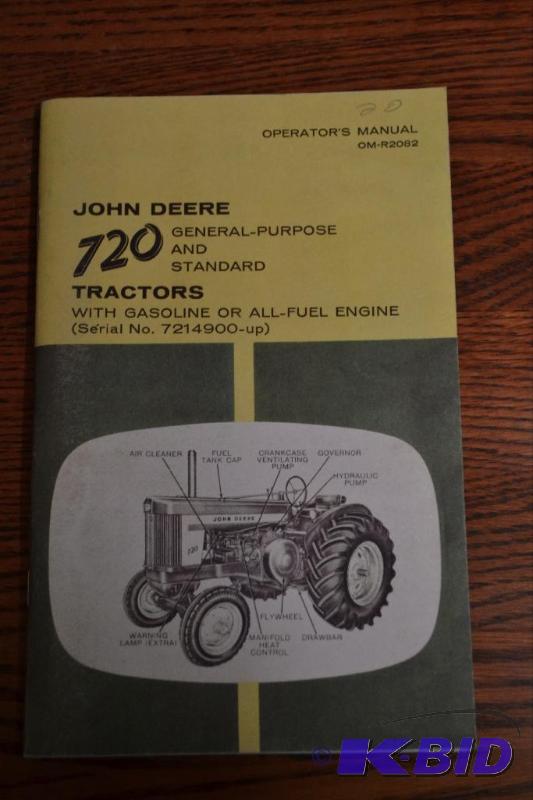 20
OPERATOR'S MANUAL
OM-R2082
JOHN DEERE
720 GENERAL-PURPOSE
AND
STANDARD
TRACTORS
WITH GASOLINE OR ALL-FUEL ENGINE
(Serial No. 7214900-up)
AIR CLEANER
FUEL
TANK CAP
CRANKCASE
VENTILATING
PUMP
GOVERNOR
HYDRAULIC
PUMP
JOHN DEERE
720
FLYWHEEL
WARNING
LAMP (EXTRA)
MANIFOLD
HEAT
CONTROL
DRAWBAR
© K-BID